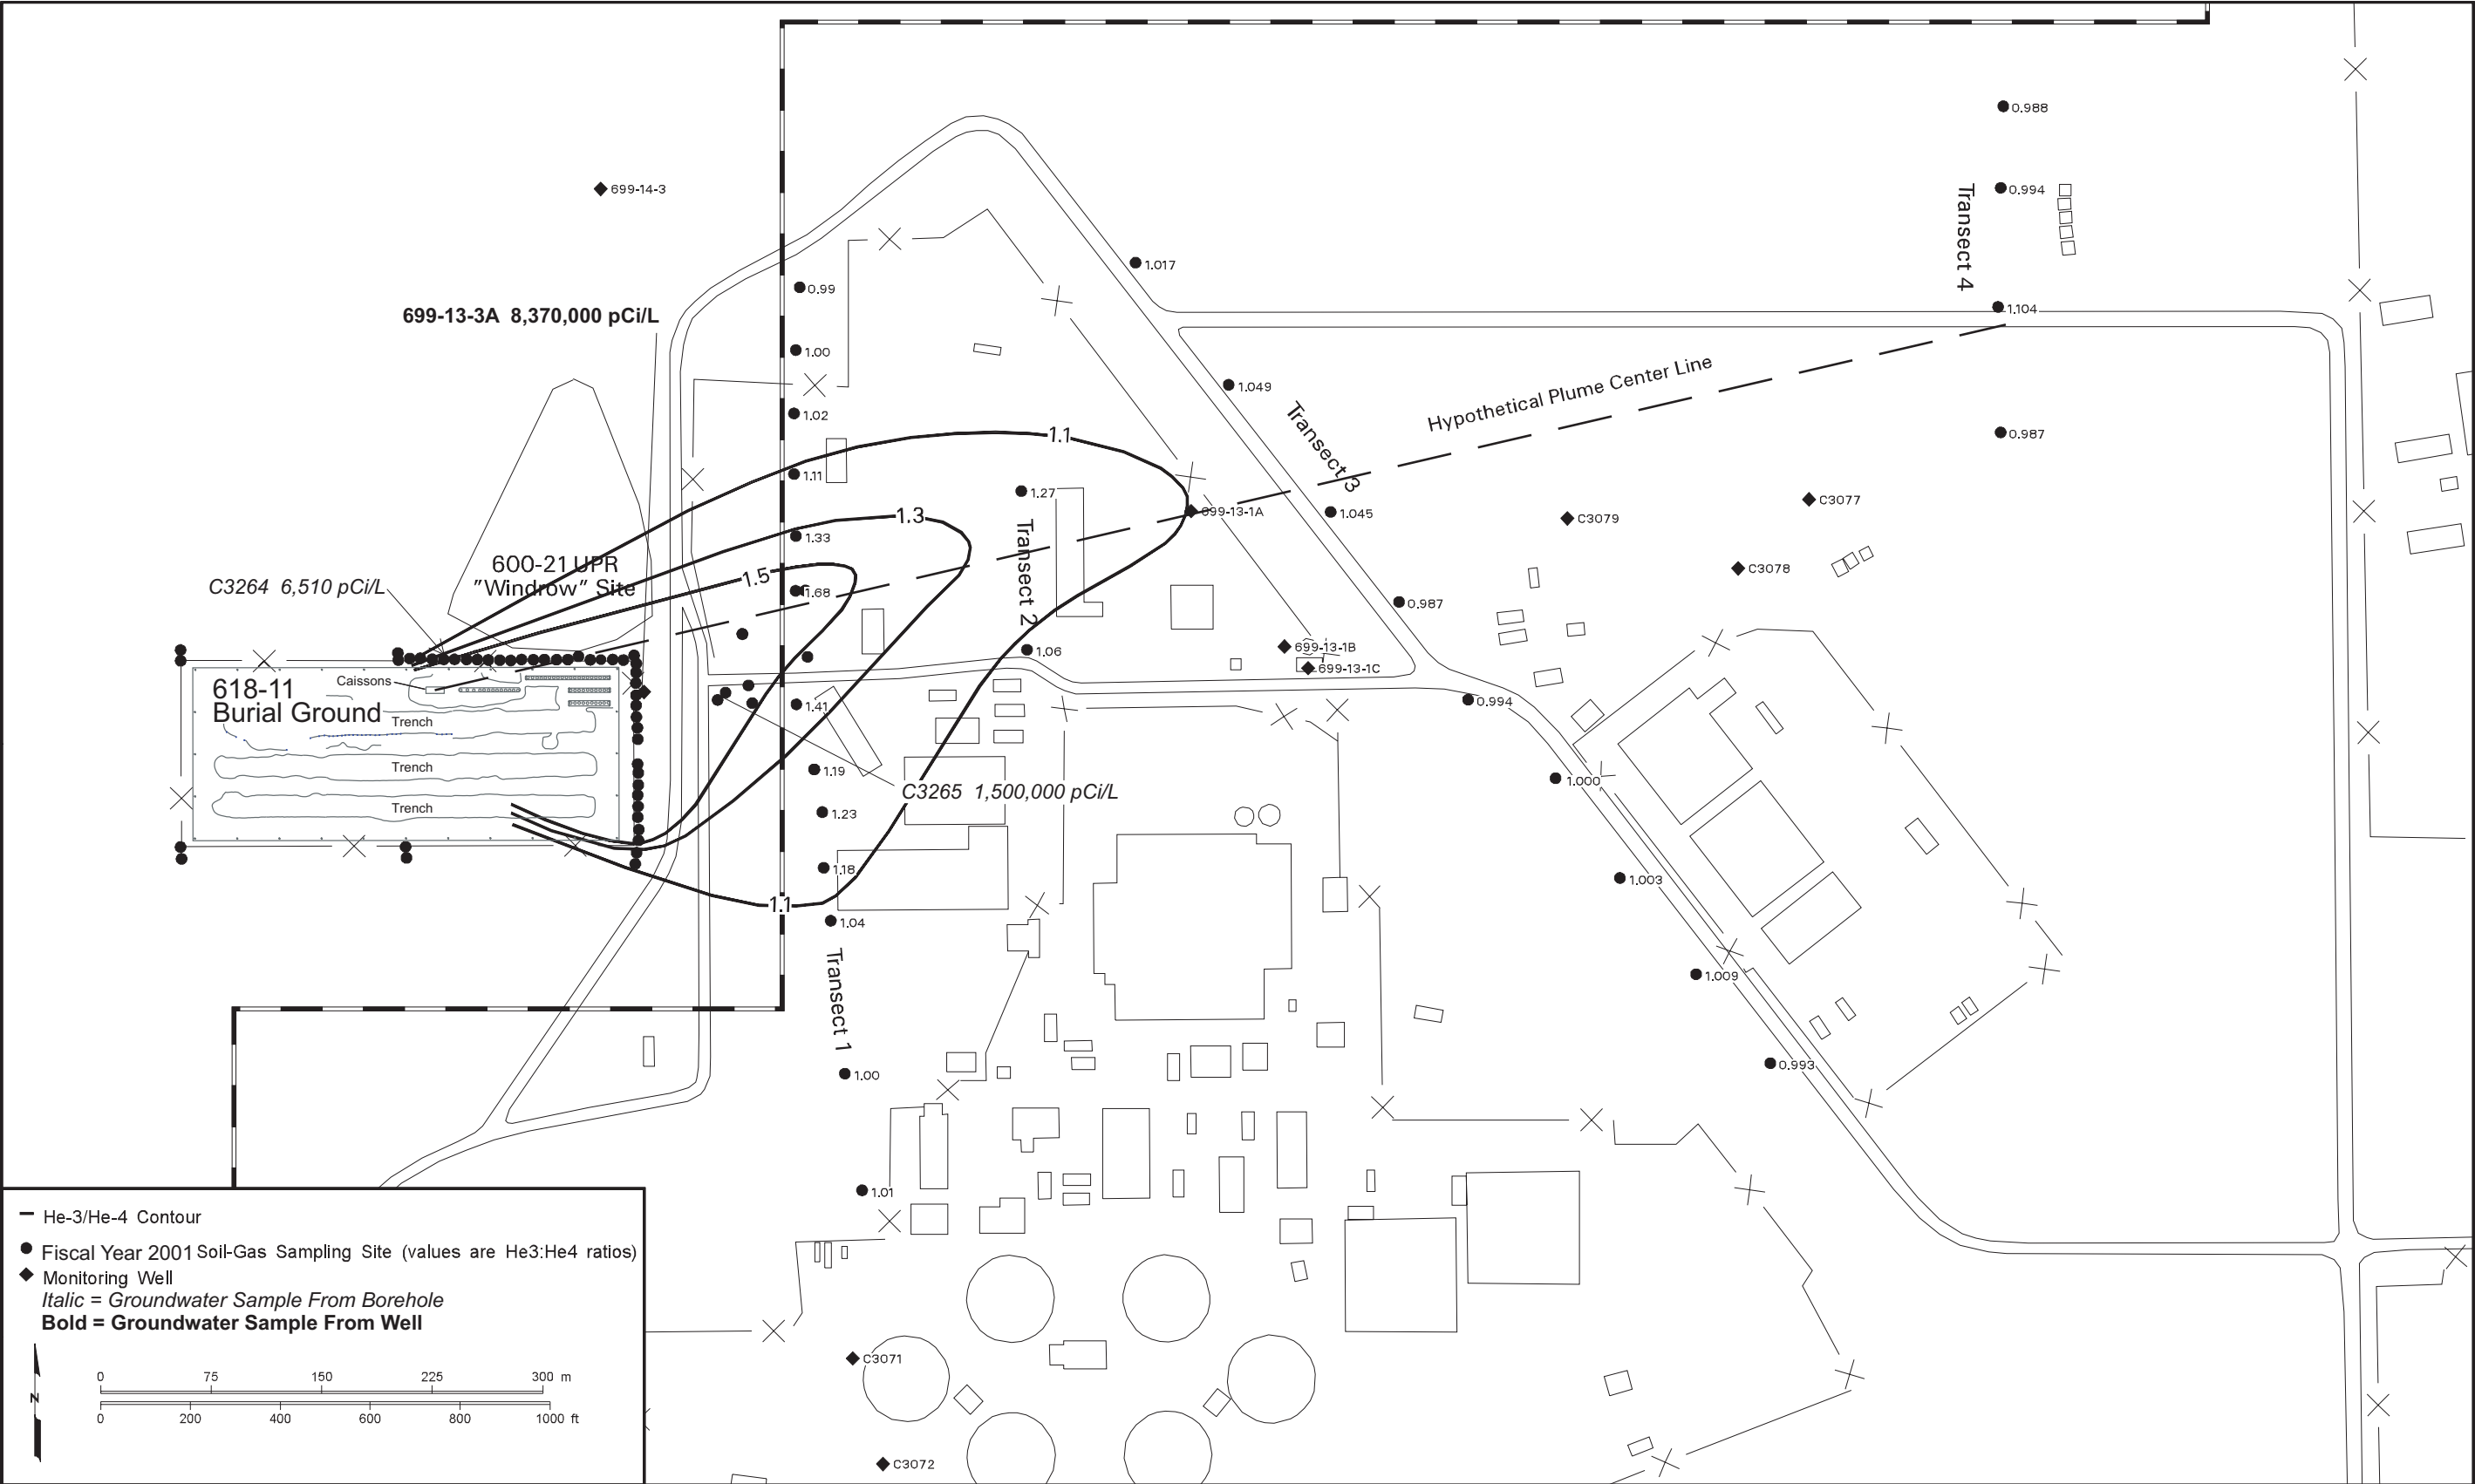 0.988
699-14-3
0.994
Transect 4
1.017
0.99
699-13-3A 8,370,000 pCi/L
1.104
1.00
Hypothetical Plume Center Line
1.049
1.02
Transect 3
1.1
0.987
1.11
1.27
C3077
1.3
699-13-1A
1.045
C3079
1.33
Transect 2
600-21 UPR
"Windrow" Site
C3264 6,510 pCi/L
1.5
C3078
1.68
0.987
1.06
699-13-1B
699-13-1C
Caissons
618-11
Burial Ground
Trench
1.41
0.994
Trench
1.19
C3265 1,500,000 pCi/L
1.000
Trench
1.23
1.18
1.003
1.1
1.04
Transect 1
1.009
1.00
0.993
1.01
He-3/He-4 Contour
Fiscal Year 2001 Soil-Gas Sampling Site (values are He3:He4 ratios)
Monitoring Well
Italic = Groundwater Sample From Borehole
Bold = Groundwater Sample From Well
N
0 75 150 225 300 m
0 200 400 600 800 1000 ft
C3071
C3072